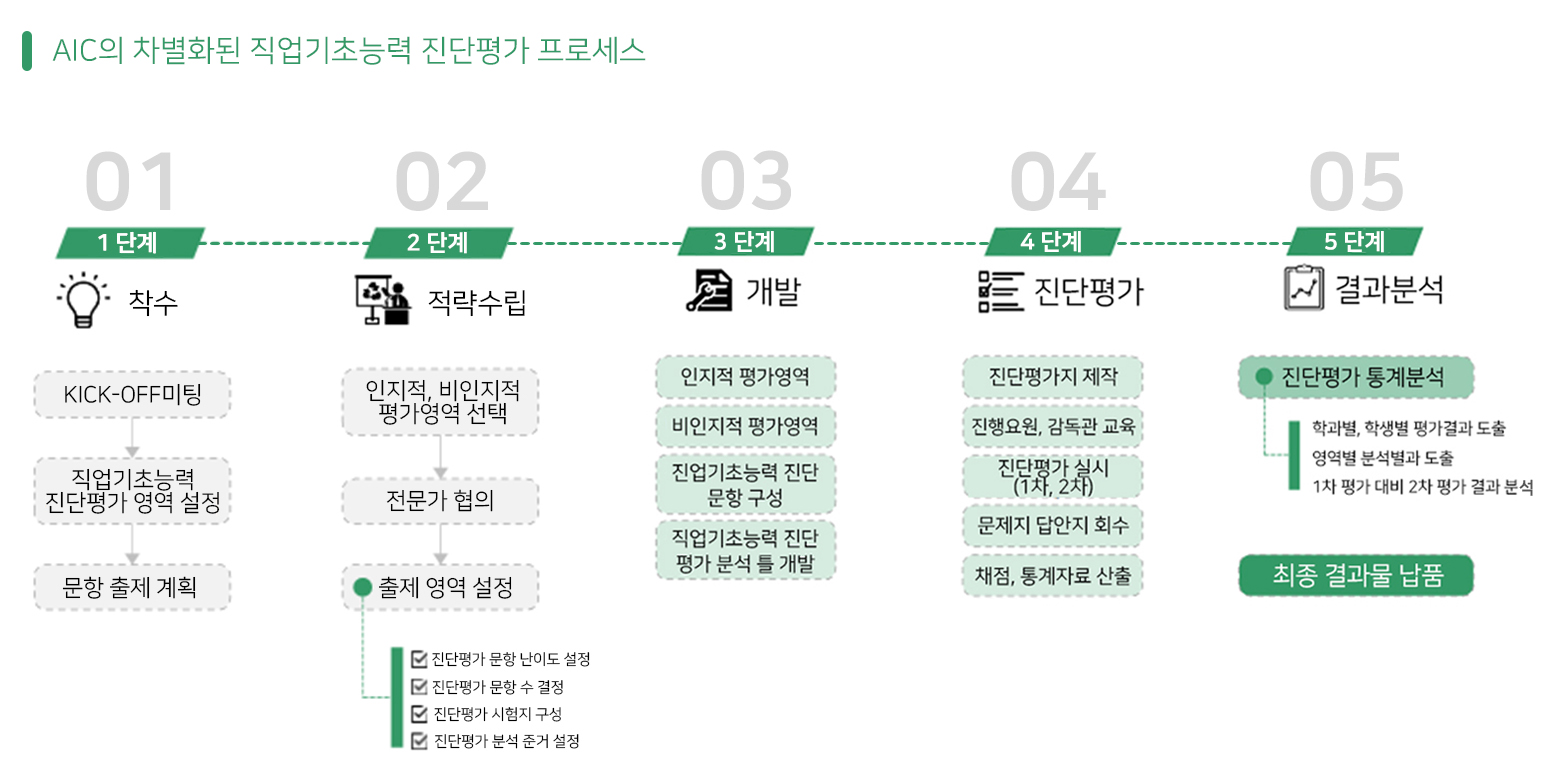 AIC의 차별화된 직업기초능력 진단평가 프로세스
01
1 단계
착수
KICK-OFF미팅
직업기초능력
진단평가 영역 설정
문항 출제 계획
02
2 단계
적략수립
인지적, 비인지적
평가영역 선택
전문가 협의
출제 영역 설정
진단평가 문항 난이도 설정
진단평가 문항 수 결정
진단평가 시험지 구성
진단평가 분석 준거 설정
03
3 단계
개발
인지적 평가영역
비인지적 평가영역
진업기초능력 진단
문항 구성
직업기초능력 진단
평가 분석 틀 개발
04
4 단계
진단평가
진단평가지 제작
진행요원, 감독관 교육
진단평가 실시
(1차, 2차)
문제지 답안지 회수
채점, 통계자료 산출
05
5 단계
결과분석
진단평가 통계분석
학과별, 학생별 평가결과 도출
영역별 분석별과 도출
1차 평가 대비 2차 평가 결과 분석
최종 결과물 납품